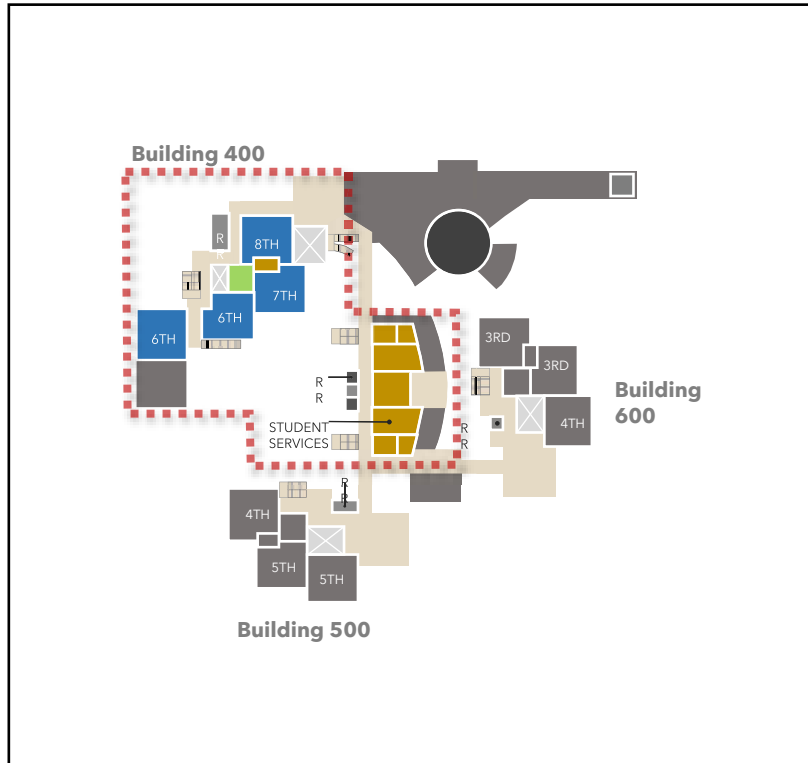 Building 400
R
R
8TH
7TH
6TH
6TH
3RD
3RD
R
R
Building
600
4TH
STUDENT
SERVICES
R
R
R
R
4TH
5TH
5TH
Building 500